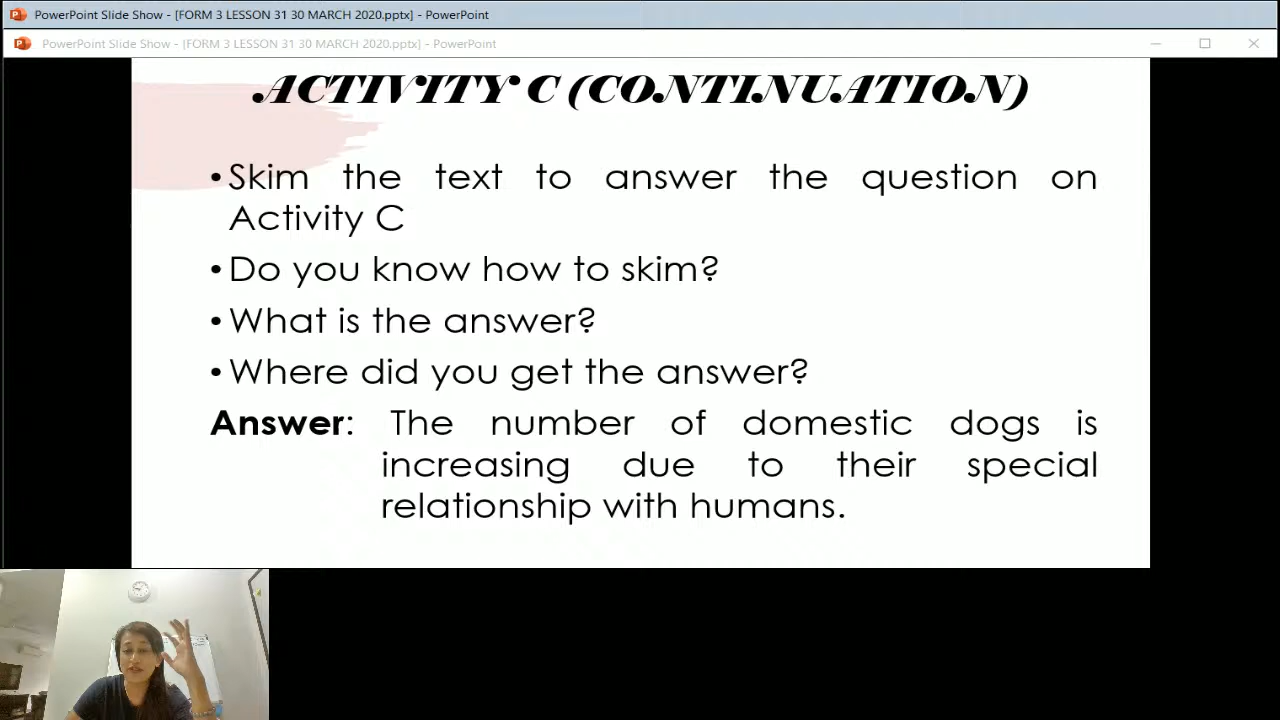 PowerPoint Slide Show - [FORM 3 LESSON 31 30 MARCH 2020.pptx] - PowerPoint
PowerPoint Slide Show - [FORM 3 LESSON 31 30 MARCH 2020.pptx] - PowerPoint
ACTIVITY C (CONTINUATION)
• Skim the text to answer the question on
Activity C
• Do you know how to skim?
• What is the answer?
• Where did you get the answer?
Answer: The number of domestic dogs is
increasing due to their special
relationship with humans.